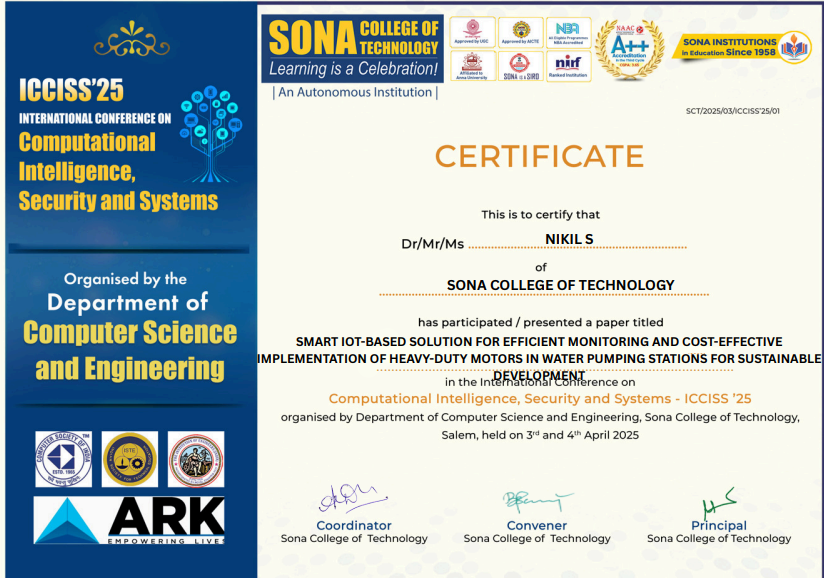 ICCISS'25
INTERNATIONAL CONFERENCE ON
Computational
Intelligence,
Security and Systems
Organised by the
Department of
Computer Science
and Engineering
COMPUTER SOCIETY OF INDIA
ESTD. 1965
ARK
EMPOWERING LIVES
SONA COLLEGE OF
TECHNOLOGY
Learning is a Celebration!
| An Autonomous Institution |
Approved by UGC
Approved by AICTE
NBA
All Eligible Programmes
NBA Accredited
Affiliated to
Anna University
SONA is a SIRO
nirf
Ranked Institution
NAAC
A++
Accreditation
in the Third Cycle
SONA INSTITUTIONS
in Education Since 1958
SCT/2025/03/ICCISS'25/01
CERTIFICATE
This is to certify that
Dr/Mr/Ms NIKIL S
of
SONA COLLEGE OF TECHNOLOGY
has participated / presented a paper titled
SMART IOT-BASED SOLUTION FOR EFFICIENT MONITORING AND COST-EFFECTIVE
IMPLEMENTATION OF HEAVY-DUTY MOTORS IN WATER PUMPING STATIONS FOR SUSTAINABLE
DEVELOPMENT
in the International Conference on
Computational Intelligence, Security and Systems - ICCISS '25
organised by Department of Computer Science and Engineering, Sona College of Technology,
Salem, held on 3rd and 4th April 2025
Coordinator
Sona College of Technology
Convener
Sona College of Technology
Principal
Sona College of Technology